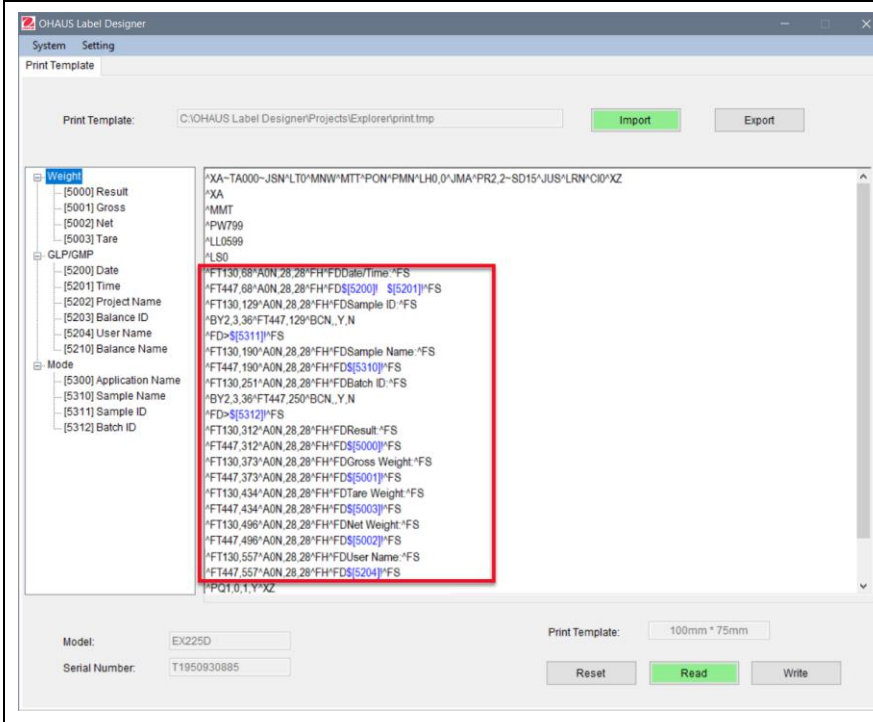 OHAUS Label Designer
System Setting
Print Template
Print Template: C:\OHAUS Label Designer\Projects\Explorer\print.tmp Import Export
Weight
[5000] Result
[5001] Gross
[5002] Net
[5003] Tare
GLP/GMP
[5200] Date
[5201] Time
[5202] Project Name
[5203] Balance ID
[5204] User Name
[5210] Balance Name
Mode
[5300] Application Name
[5310] Sample Name
[5311] Sample ID
[5312] Batch ID
^XA~TA000~JSN^LT0^MNW^MTT^PON^PMN^LH0,0^JMA^PR2,2~SD15^JUS^LRN^CI0^XZ
^XA
^MMT
^PW799
^LL0599
^LS0
^FT130,68^A0N,28,28^FH^FDDate/Time:^FS
^FT447,68^A0N,28,28^FH^FD$[5200]! $[5201]!^FS
^FT130,129^A0N,28,28^FH^FDSample ID:^FS
^BY2,3,36^FT447,129^BCN,,Y,N
^FD>$[5311]!^FS
^FT130,190^A0N,28,28^FH^FDSample Name:^FS
^FT447,190^A0N,28,28^FH^FD$[5310]!^FS
^FT130,251^A0N,28,28^FH^FDBatch ID:^FS
^BY2,3,36^FT447,250^BCN,,Y,N
^FD>$[5312]!^FS
^FT130,312^A0N,28,28^FH^FDResult:^FS
^FT447,312^A0N,28,28^FH^FD$[5000]!^FS
^FT130,373^A0N,28,28^FH^FDGross Weight:^FS
^FT447,373^A0N,28,28^FH^FD$[5001]!^FS
^FT130,434^A0N,28,28^FH^FDTare Weight:^FS
^FT447,434^A0N,28,28^FH^FD$[5003]!^FS
^FT130,496^A0N,28,28^FH^FDNet Weight:^FS
^FT447,496^A0N,28,28^FH^FD$[5002]!^FS
^FT130,557^A0N,28,28^FH^FDUser Name:^FS
^FT447,557^A0N,28,28^FH^FD$[5204]!^FS
^PQ1,0,1,Y^XZ
Model: EX225D
Serial Number: T1950930885
Print Template: 100mm * 75mm
Reset Read Write